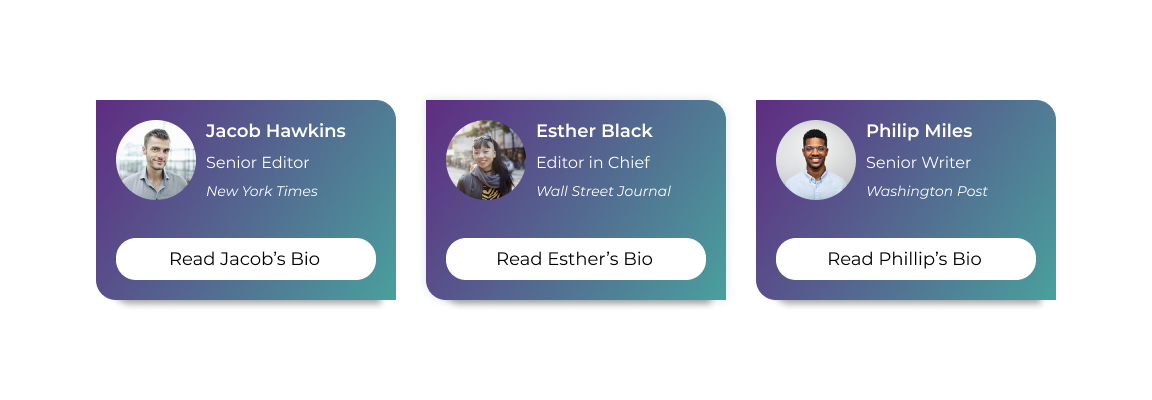 Jacob Hawkins
Senior Editor
New York Times
Read Jacob’s Bio
Esther Black
Editor in Chief
Wall Street Journal
Read Esther’s Bio
Philip Miles
Senior Writer
Washington Post
Read Phillip’s Bio